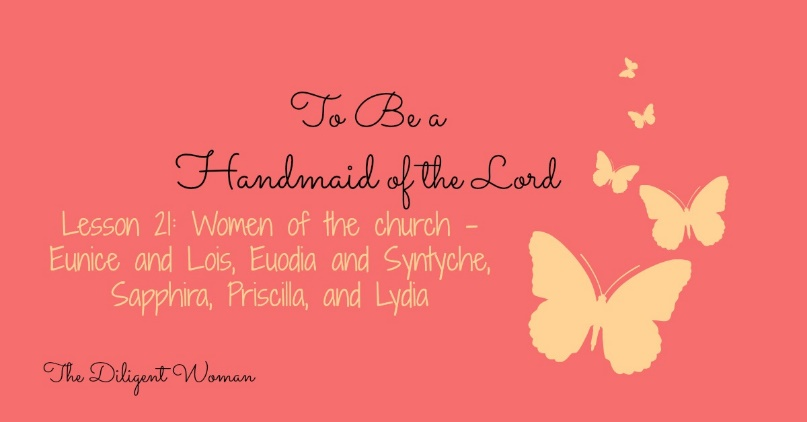 To Be a
Handmaid of the Lord
Lesson 21: Women of the church -
Eunice and Lois, Euodia and Syntyche,
Sapphira, Priscilla, and Lydia
The Diligent Woman